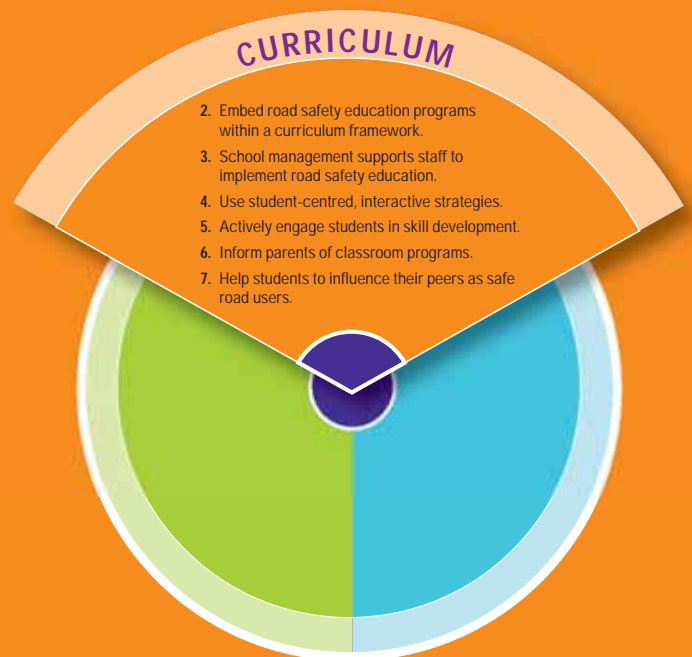 CURRICULUM
2. Embed road safety education programs
within a curriculum framework.
3. School management supports staff to
implement road safety education.
4. Use student-centred, interactive strategies.
5. Actively engage students in skill development.
6. Inform parents of classroom programs.
7. Help students to influence their peers as safe
road users.